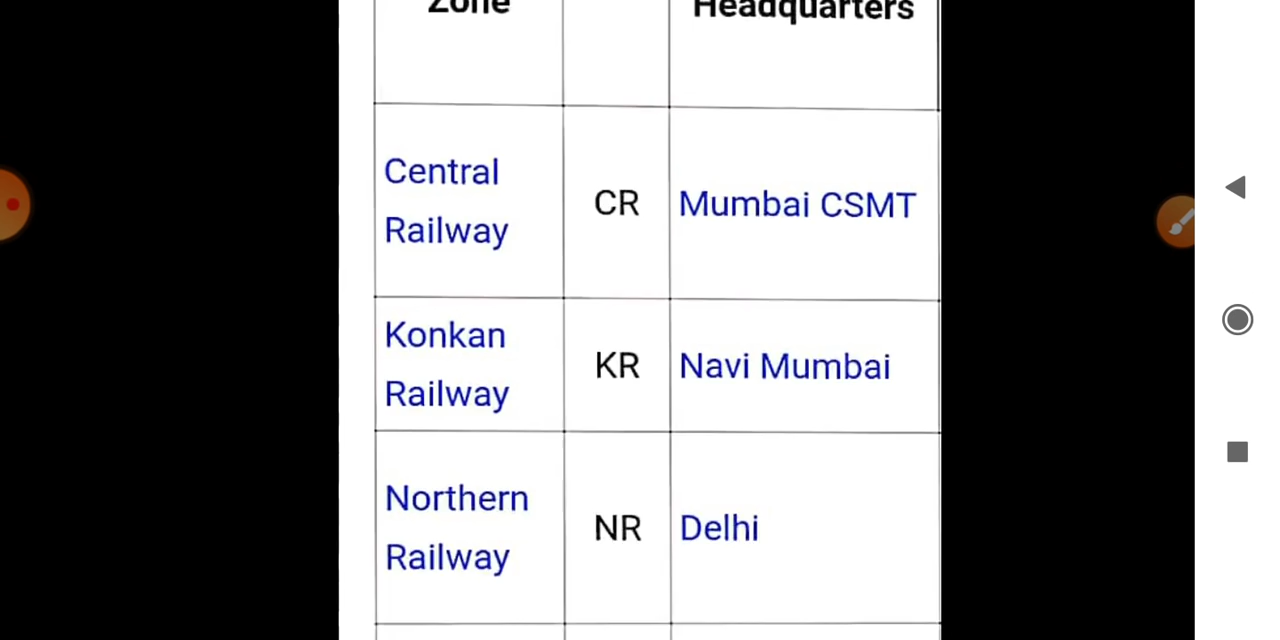 Zone
Headquarters
Central
Railway
CR
Mumbai CSMT
Konkan
Railway
KR
Navi Mumbai
Northern
Railway
NR
Delhi